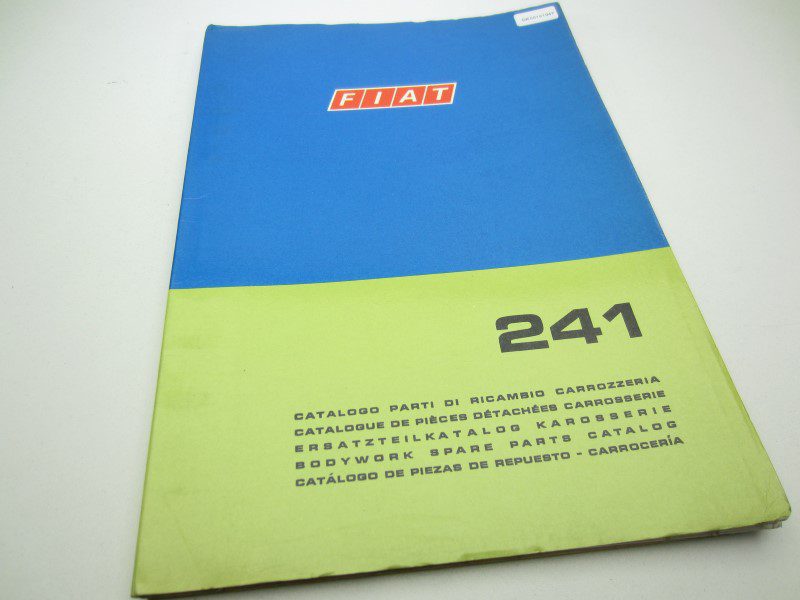 FIAT
241
CATALOGO PARTI DI RICAMBIO CARROZZERIA
CATALOGUE DE PIÈCES DÉTACHÉES CARROSSERIE
ERSATZTEILKATALOG KAROSSERIE
BODYWORK SPARE PARTS CATALOG
CATÁLOGO DE PIEZAS DE REPUESTO - CARROCERÍA